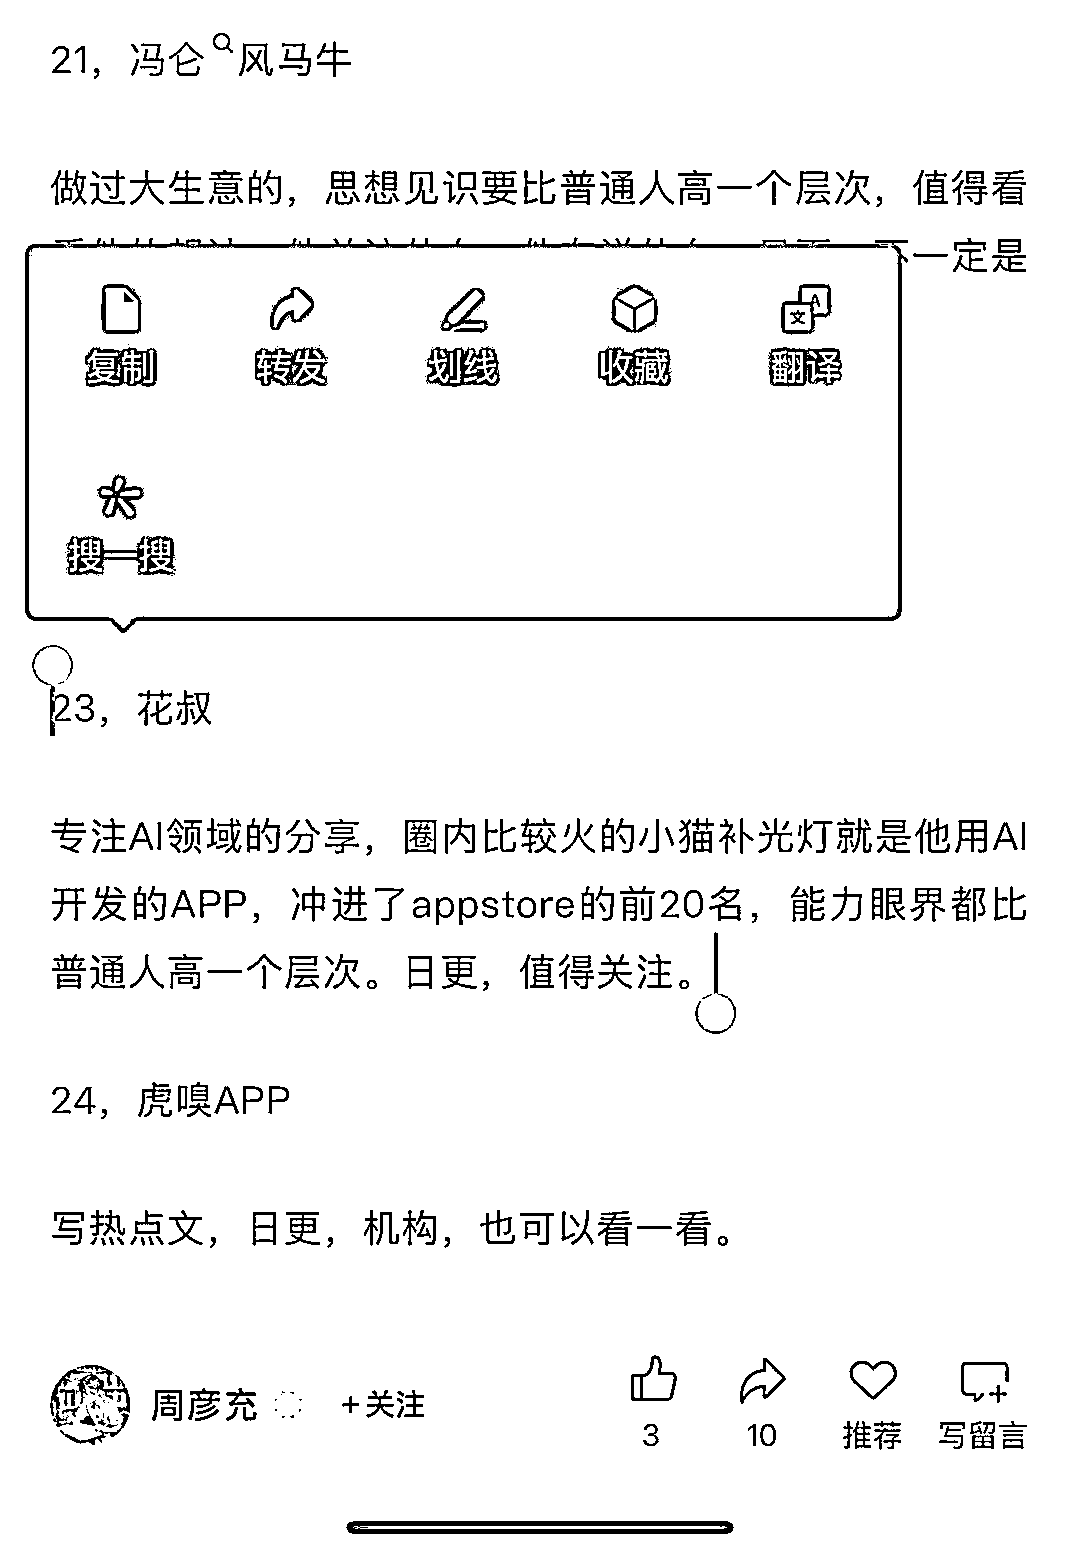 21，冯仑风马牛
做过大生意的，思想见识要比普通人高一个层次，值得看
不一定是
复制 转发 划线 收藏 翻译
搜一搜
23，花叔
专注AI领域的分享，圈内比较火的小猫补光灯就是他用AI
开发的APP，冲进了appstore的前20名，能力眼界都比
普通人高一个层次。日更，值得关注。
24，虎嗅APP
写热点文，日更，机构，也可以看一看。
周彦充 +关注 3 10 推荐 写留言